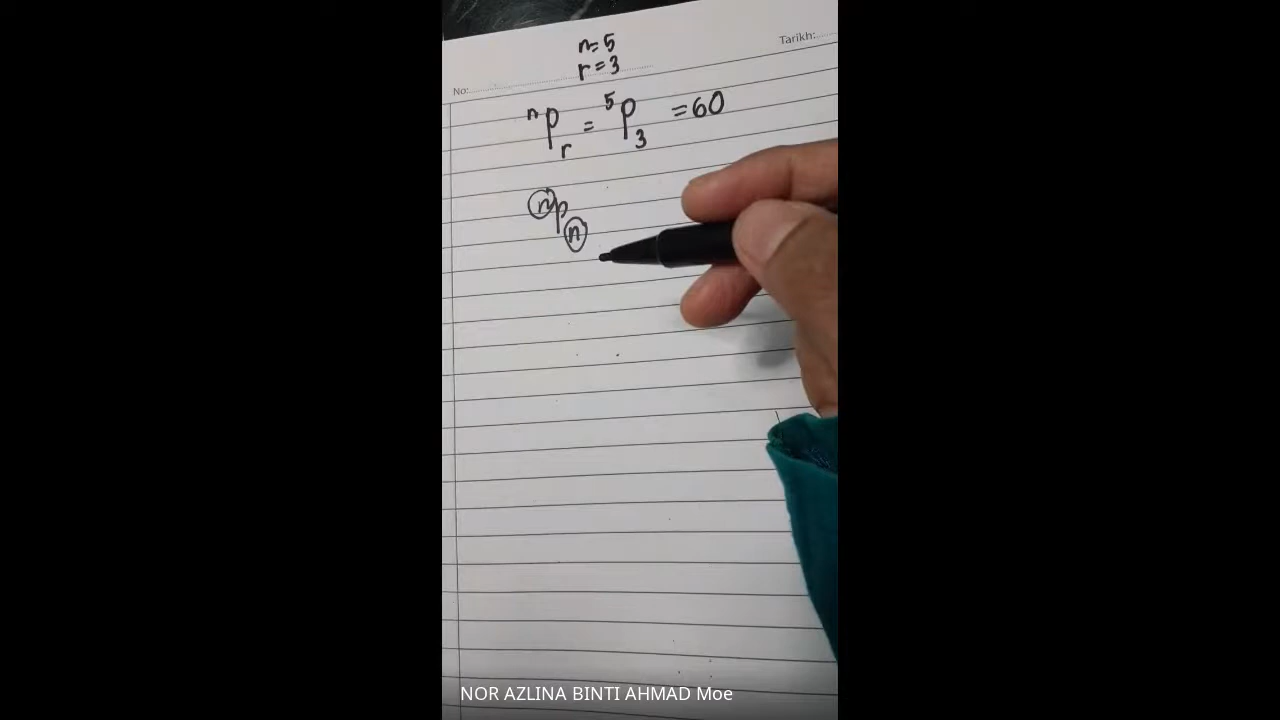 n=5
r=3
Tarikh:
No:
ⁿPᵣ = ⁵P₃ = 60
ⁿPₙ
NOR AZLINA BINTI AHMAD Moe